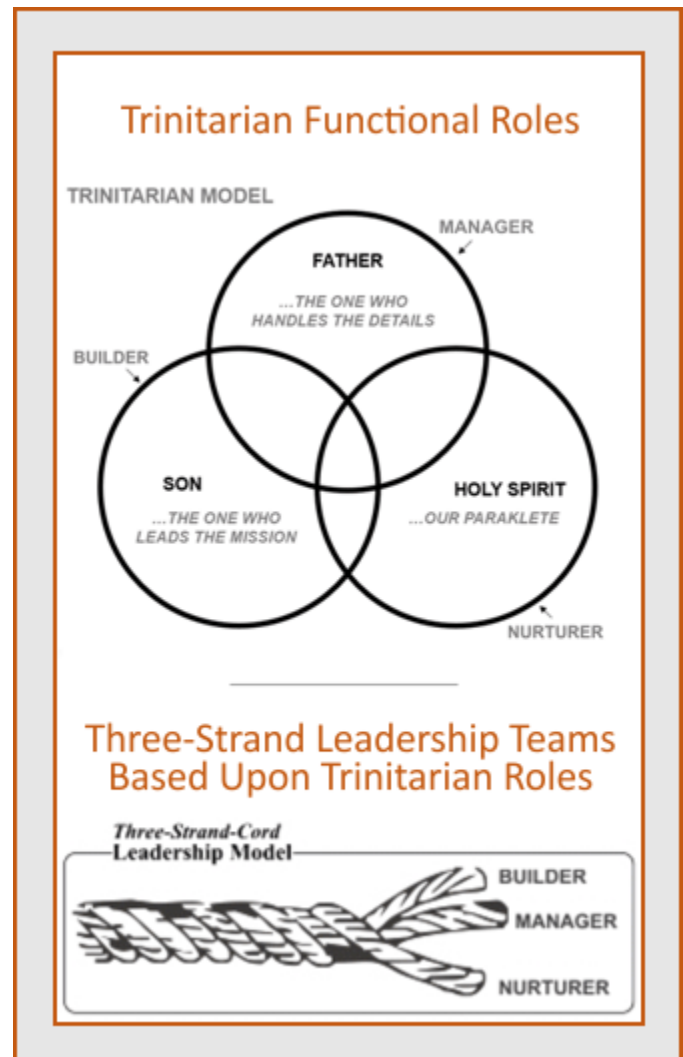 Trinitarian Functional Roles
TRINITARIAN MODEL
MANAGER
FATHER
...THE ONE WHO
HANDLES THE DETAILS
BUILDER
SON
...THE ONE WHO
LEADS THE MISSION
HOLY SPIRIT
...OUR PARAKLETE
NURTURER
Three-Strand Leadership Teams
Based Upon Trinitarian Roles
Three-Strand-Cord
Leadership Model
BUILDER
MANAGER
NURTURER